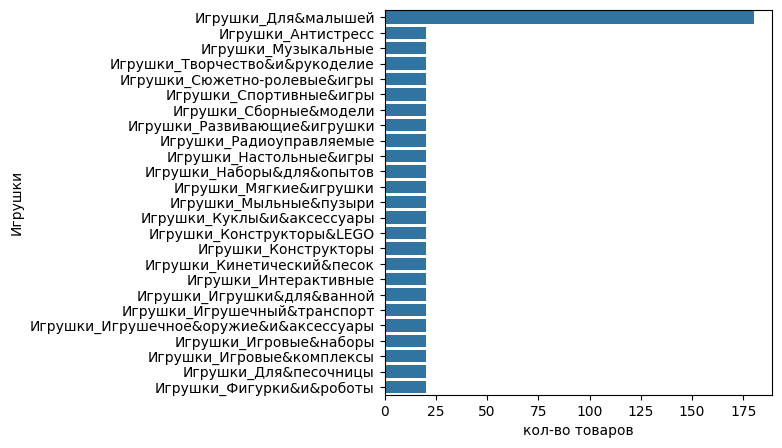 Игрушки_Для&малышей
Игрушки_Антистресс
Игрушки_Музыкальные
Игрушки_Творчество&и&рукоделие
Игрушки_Сюжетно-ролевые&игры
Игрушки_Спортивные&игры
Игрушки_Сборные&модели
Игрушки_Развивающие&игрушки
Игрушки_Радиоуправляемые
Игрушки_Настольные&игры
Игрушки_Наборы&для&опытов
Игрушки_Мягкие&игрушки
Игрушки_Мыльные&пузыри
Игрушки_Куклы&и&аксессуары
Игрушки_Конструкторы&LEGO
Игрушки_Конструкторы
Игрушки_Кинетический&песок
Игрушки_Интерактивные
Игрушки_Игрушки&для&ванной
Игрушки_Игрушечный&транспорт
Игрушки_Игрушечное&оружие&и&аксессуары
Игрушки_Игровые&наборы
Игрушки_Игровые&комплексы
Игрушки_Для&песочницы
Игрушки_Фигурки&и&роботы
Игрушки
0 25 50 75 100 125 150 175
кол-во товаров